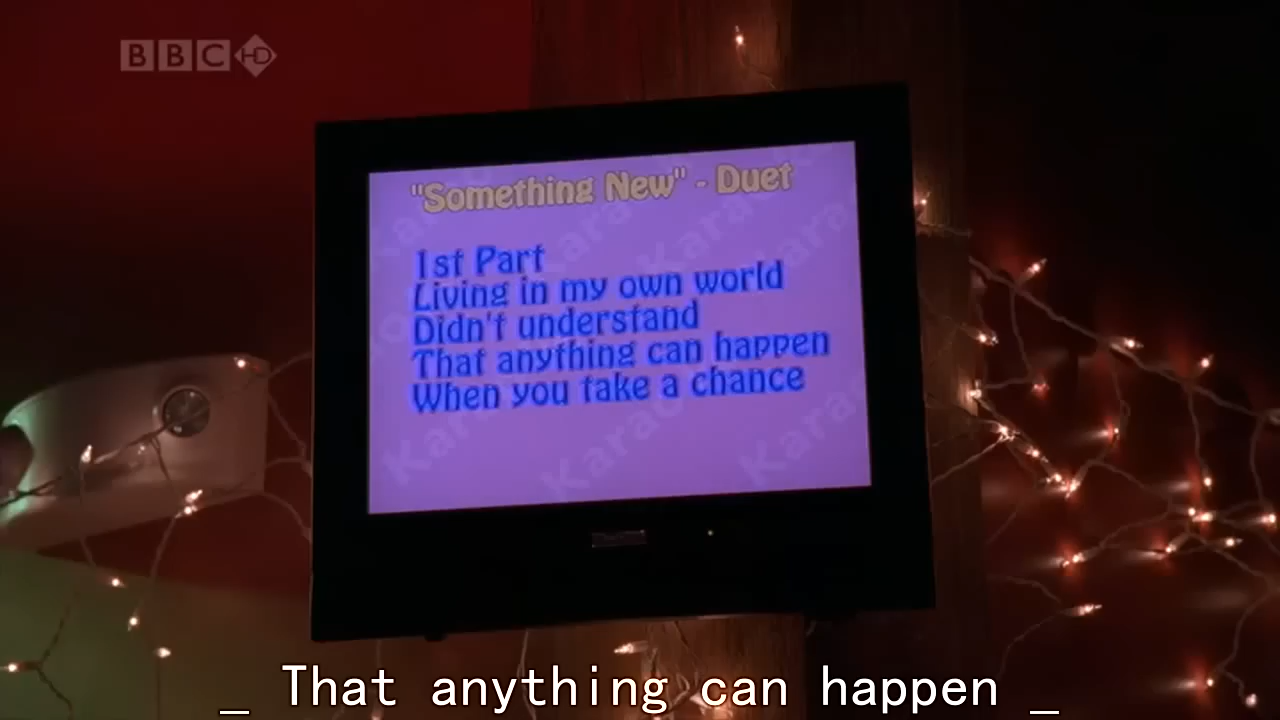 BBC HD
"Something New" - Duet
1st Part
Living in my own world
Didn't understand
That anything can happen
When you take a chance
_ That anything can happen _